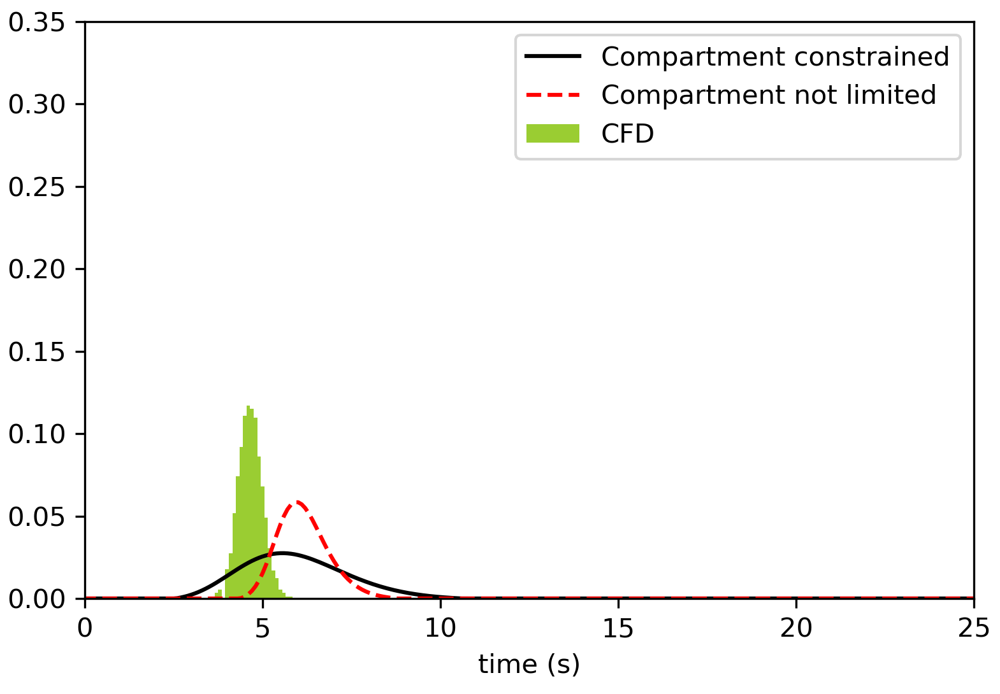 0.35
0.30
0.25
0.20
0.15
0.10
0.05
0.00
Compartment constrained
Compartment not limited
CFD
0 5 10 15 20 25
time (s)